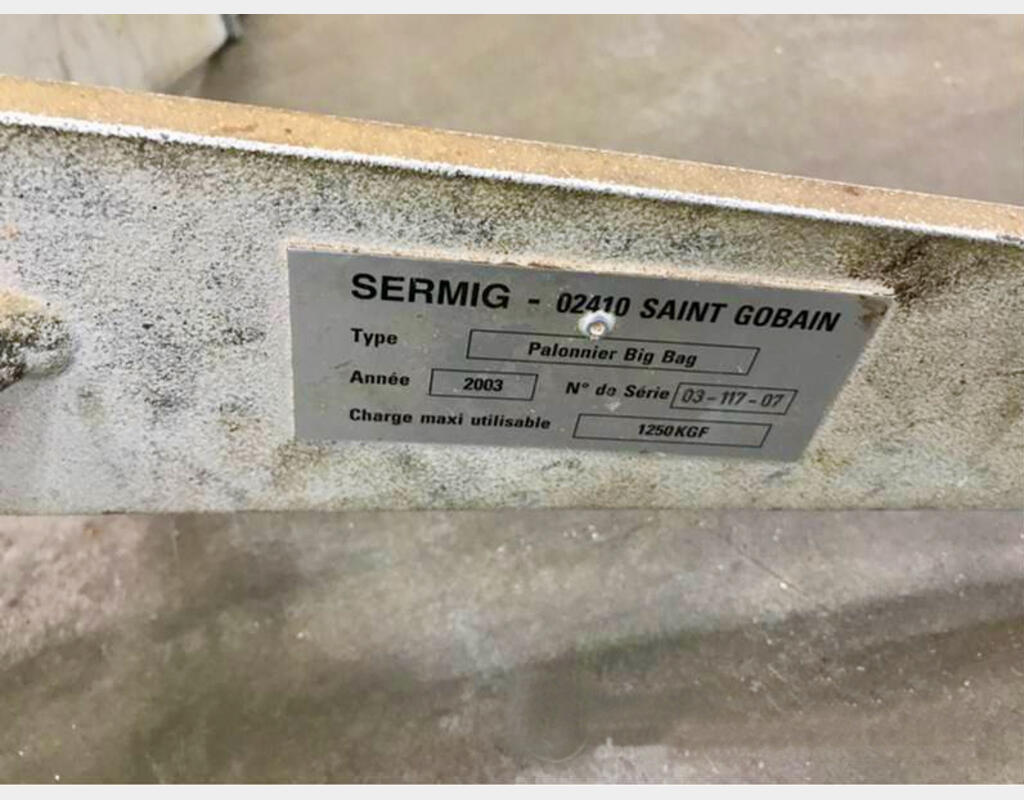 SERMIG - 02410 SAINT GOBAIN
Type Palonnier Big Bag
Année 2003 N° de Série 03-117-07
Charge maxi utilisable 1250KGF